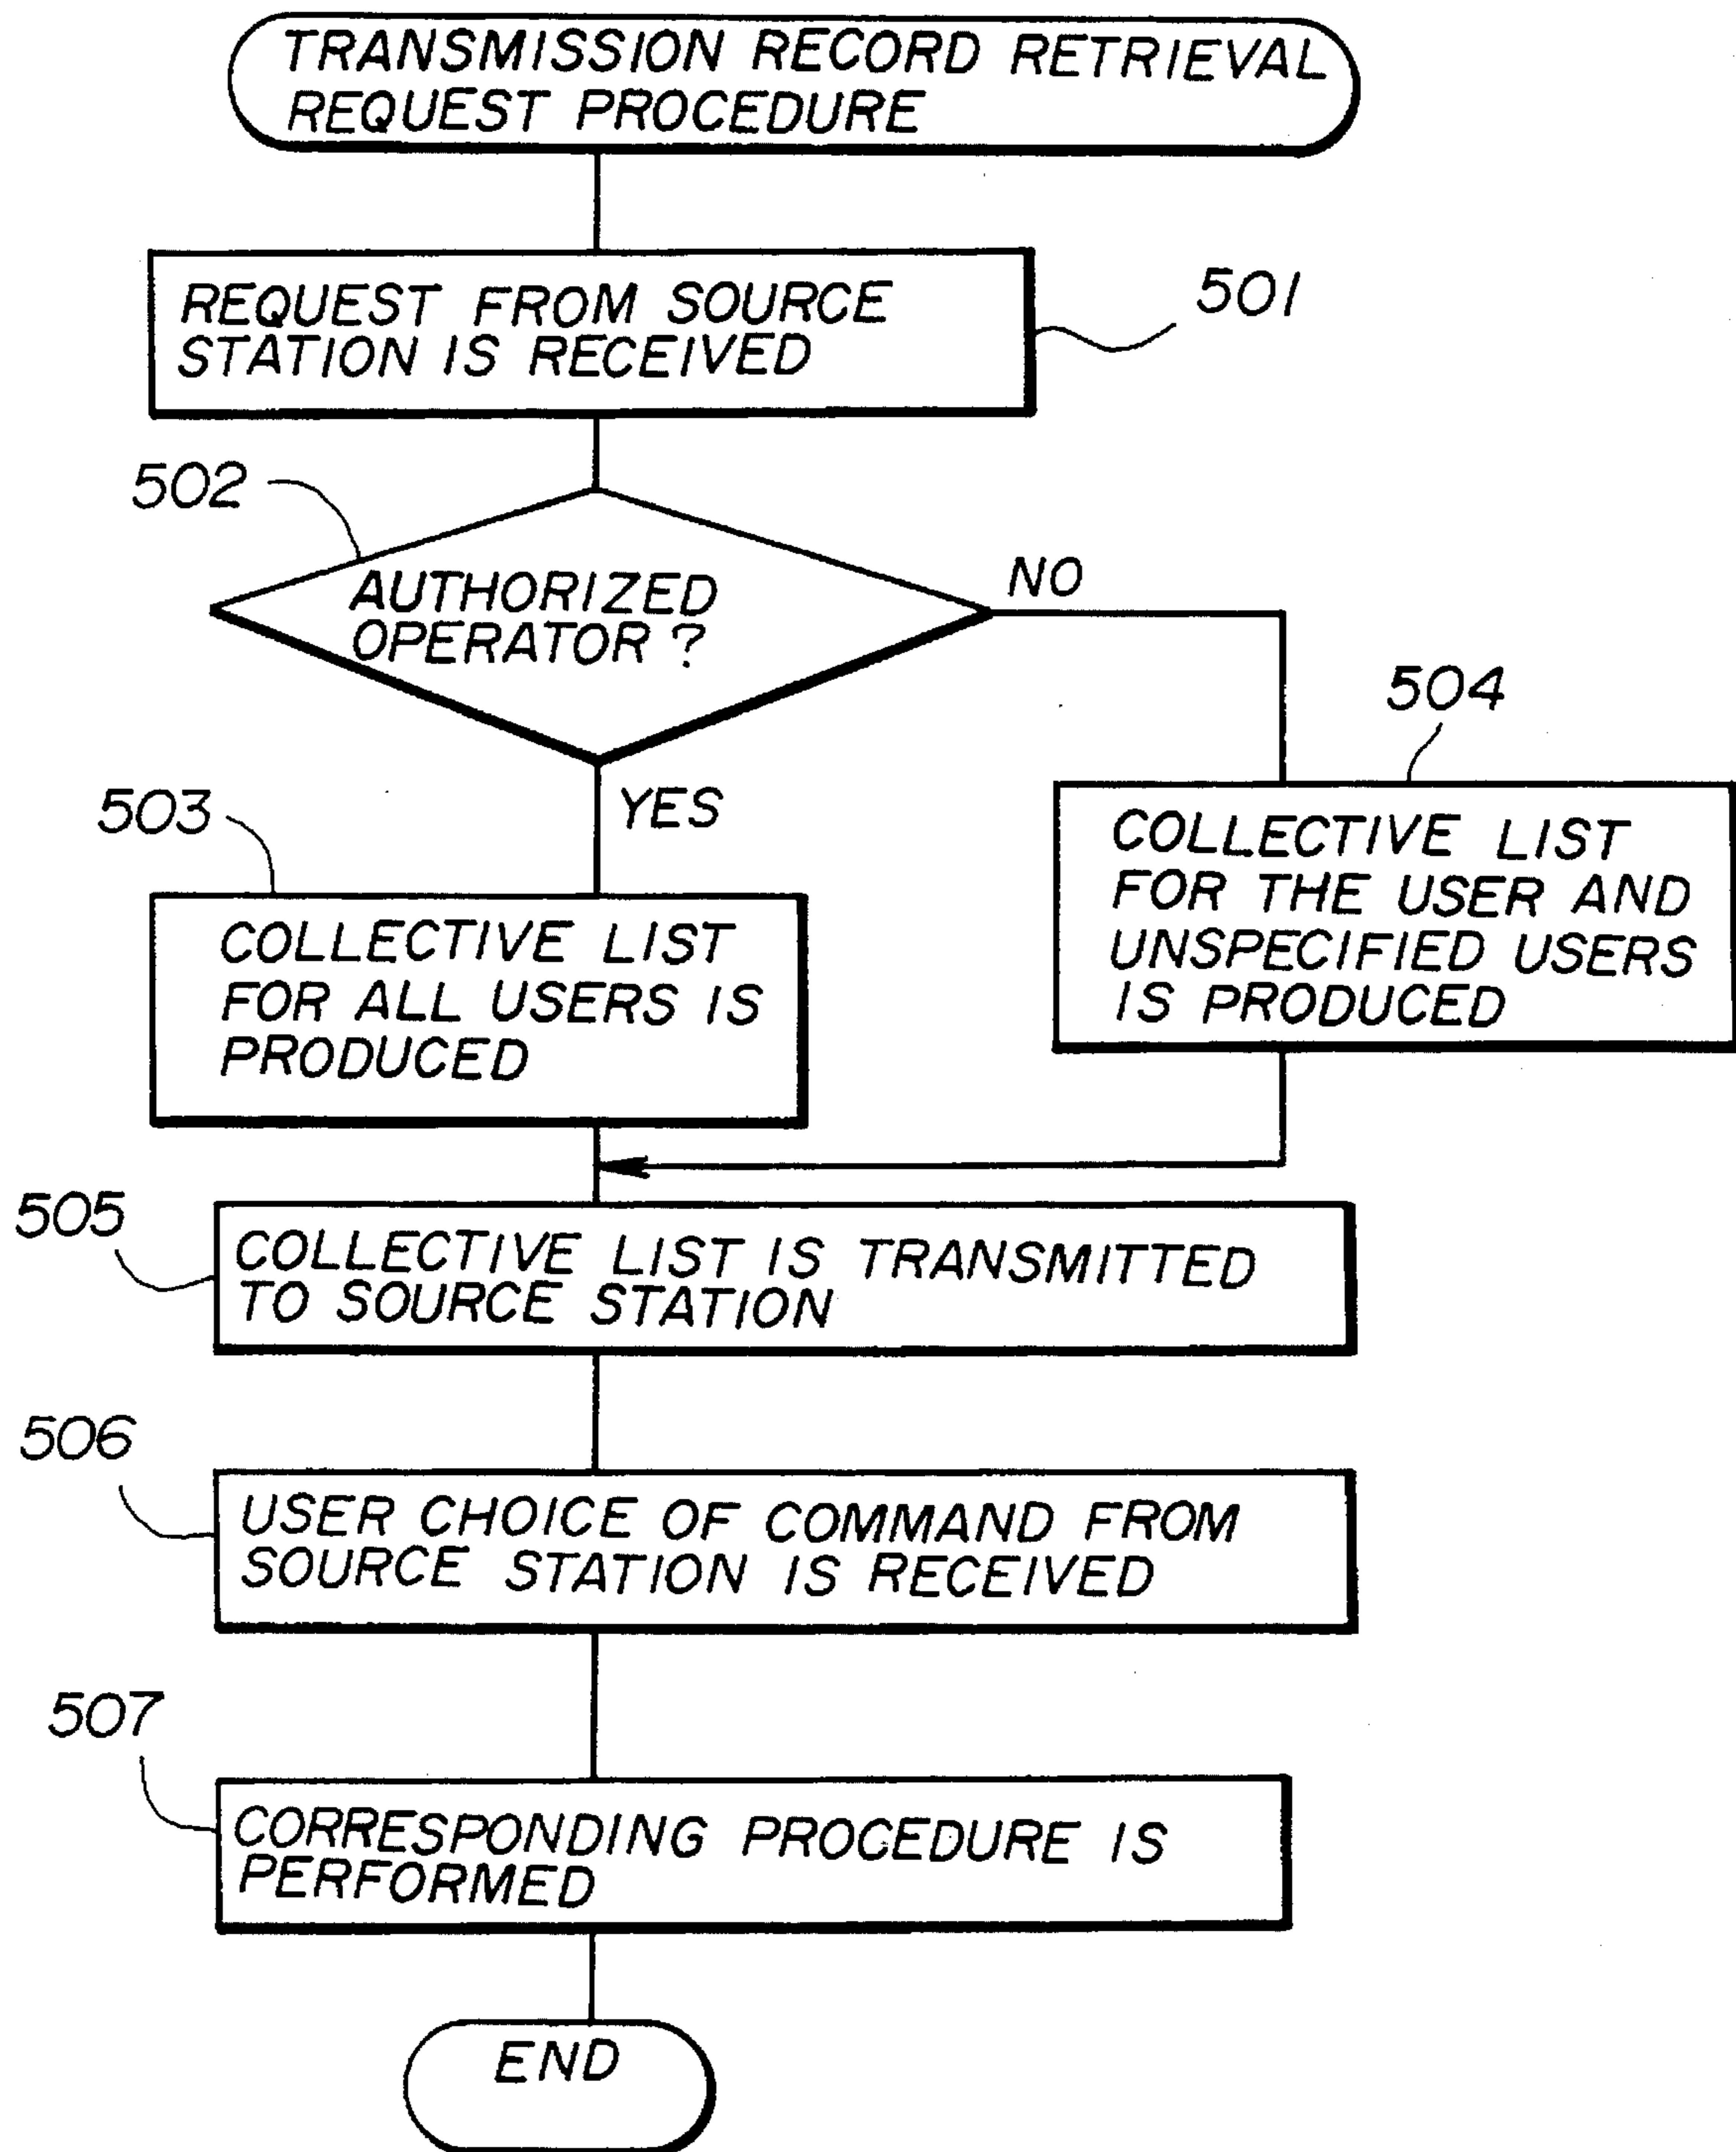 TRANSMISSION RECORD RETRIEVAL
REQUEST PROCEDURE
REQUEST FROM SOURCE
STATION IS RECEIVED
501
502
AUTHORIZED
OPERATOR ?
NO
YES
503
COLLECTIVE LIST
FOR ALL USERS IS
PRODUCED
504
COLLECTIVE LIST
FOR THE USER AND
UNSPECIFIED USERS
IS PRODUCED
505
COLLECTIVE LIST IS TRANSMITTED
TO SOURCE STATION
506
USER CHOICE OF COMMAND FROM
SOURCE STATION IS RECEIVED
507
CORRESPONDING PROCEDURE IS
PERFORMED
END